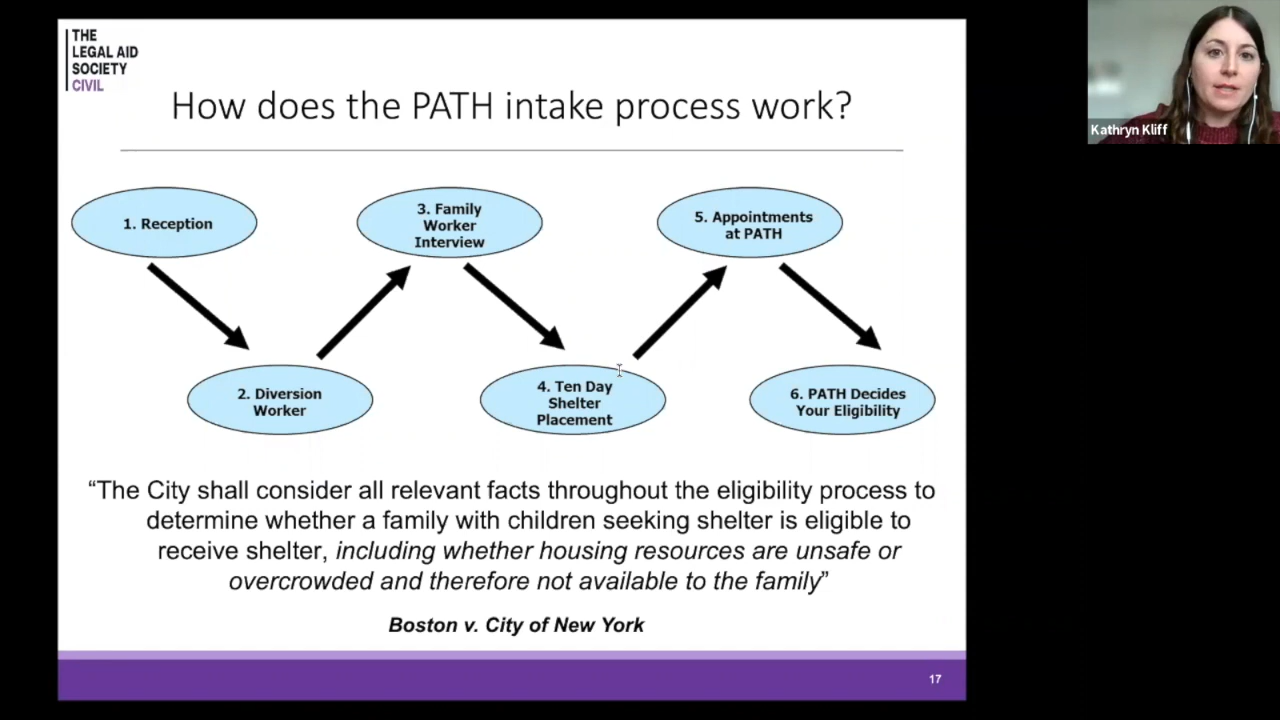 THE
LEGAL AID
SOCIETY
CIVIL
How does the PATH intake process work?
1. Reception
2. Diversion
Worker
3. Family
Worker
Interview
4. Ten Day
Shelter
Placement
5. Appointments
at PATH
6. PATH Decides
Your Eligibility
“The City shall consider all relevant facts throughout the eligibility process to
determine whether a family with children seeking shelter is eligible to
receive shelter, including whether housing resources are unsafe or
overcrowded and therefore not available to the family”
Boston v. City of New York
17
Kathryn Kliff